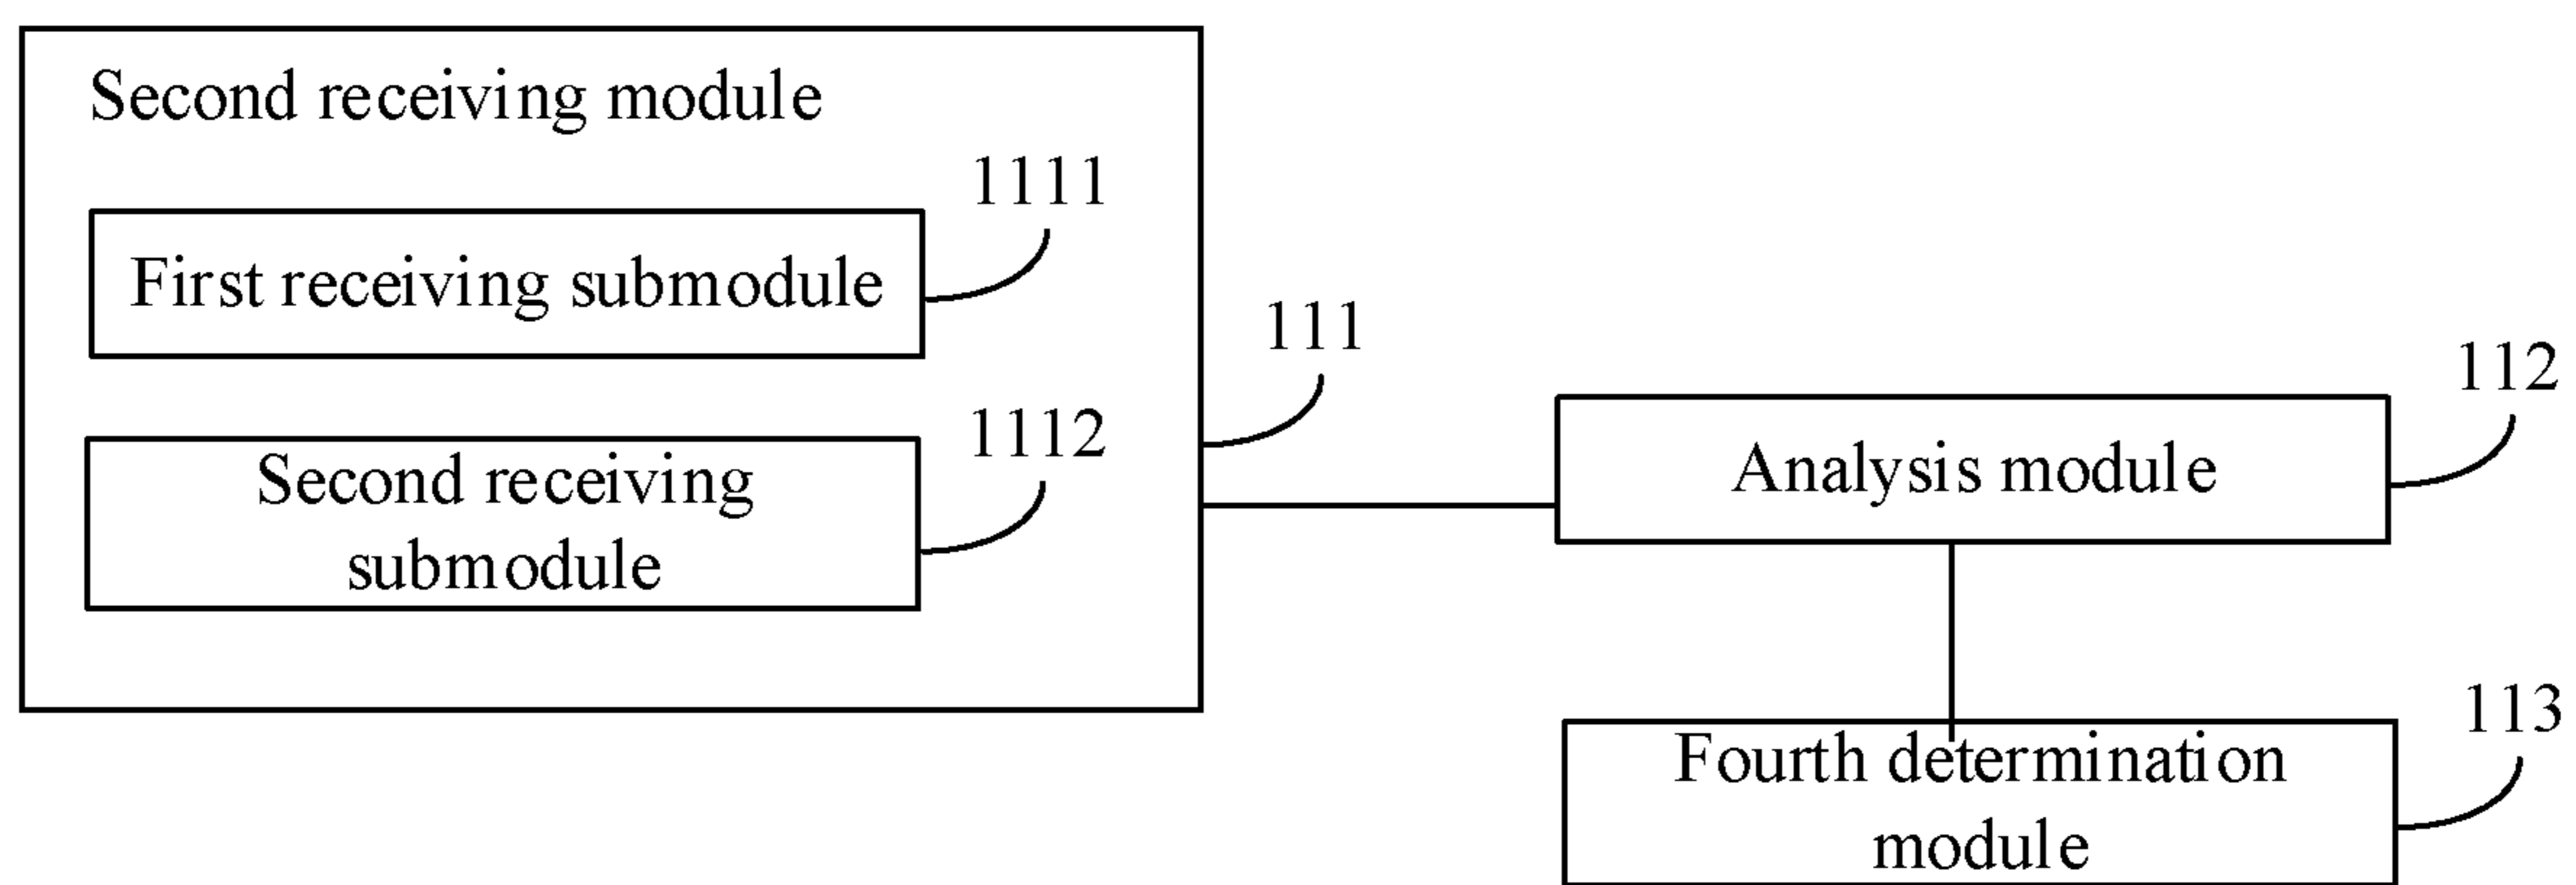 Second receiving module
1111
First receiving submodule
111
1112
Second receiving
submodule
112
Analysis module
113
Fourth determination
module